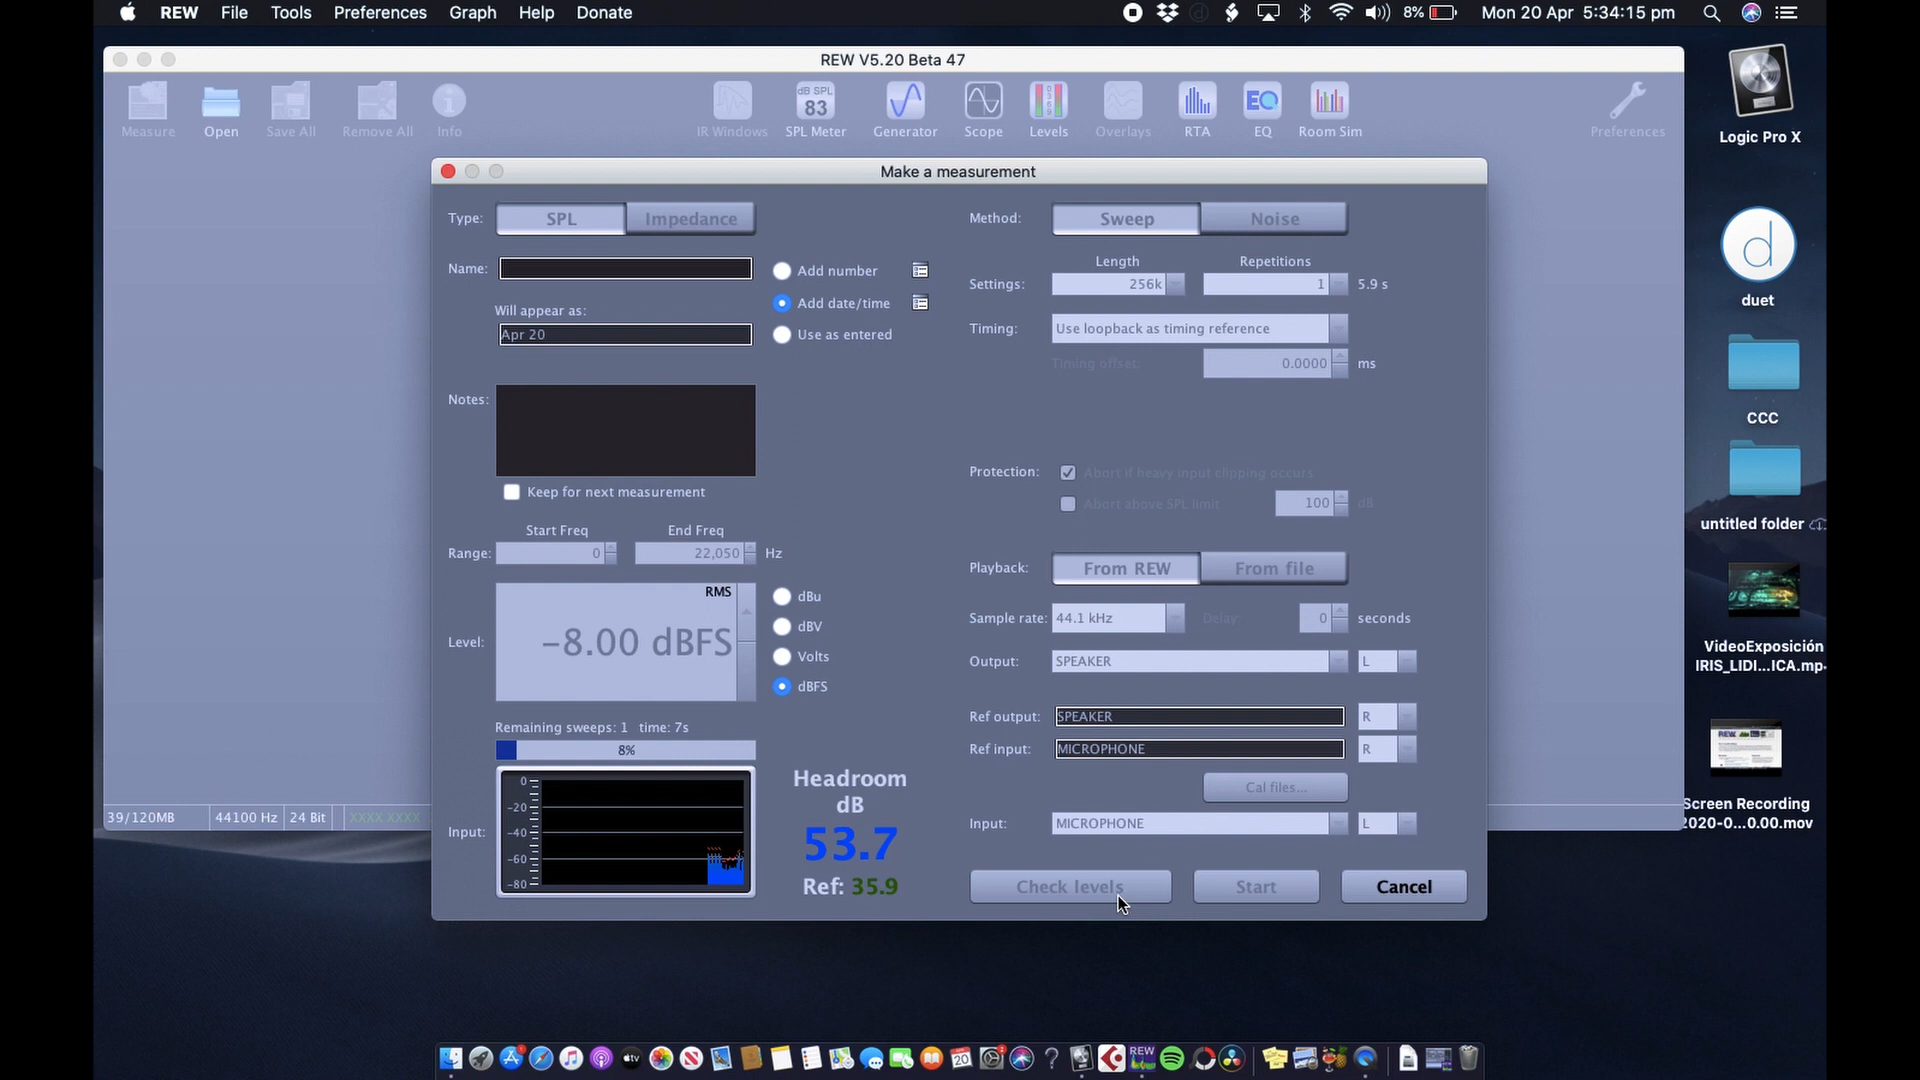 REW File Tools Preferences Graph Help Donate 8% Mon 20 Apr 5:34:15 pm
REW V5.20 Beta 47
dB SPL
83
Measure Open Save All Remove All Info IR Windows SPL Meter Generator Scope Levels Overlays RTA EQ Room Sim Preferences
Logic Pro X
Make a measurement
Type: SPL Impedance Method: Sweep Noise
Length Repetitions
Name: Add number
Settings: 256k 1 5.9 s
duet
Will appear as: Add date/time
Apr 20 Use as entered
Timing: Use loopback as timing reference
Timing offset: 0.0000 ms
Notes:
CCC
Protection: Abort if heavy input clipping occurs
Keep for next measurement
Abort above SPL limit 100 dB
untitled folder
Start Freq End Freq
Range: 0 22,050 Hz
Playback: From REW From file
RMS
Level: -8.00 dBFS
dBu
dBV
Volts
dBFS
Sample rate: 44.1 kHz Delay: 0 seconds
Output: SPEAKER L
VideoExposición
IRIS_LIDI...ICA.mp
Ref output: SPEAKER R
Remaining sweeps: 1 time: 7s
8%
Ref input: MICROPHONE R
Headroom
dB
53.7
Ref: 35.9
Cal files...
0
-20
-40
-60
-80
Input:
Input: MICROPHONE L
Screen Recording
2020-0...0.00.mov
39/120MB 44100 Hz 24 Bit XXXX XXXX
Check levels Start Cancel
tv
20
REW